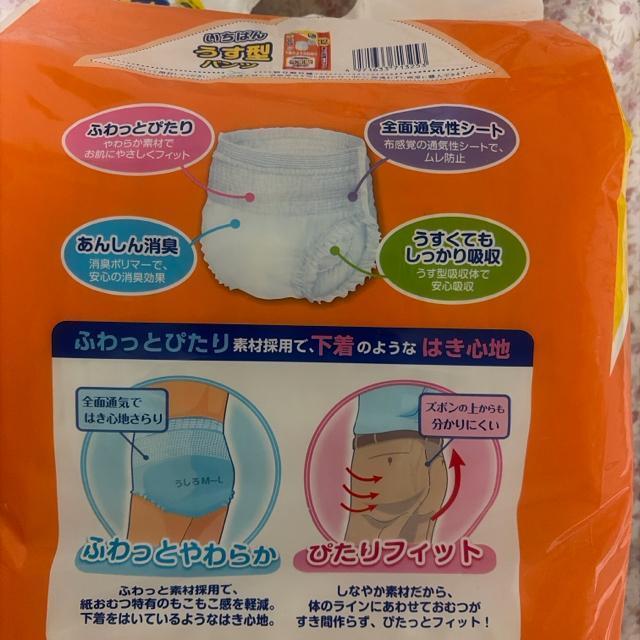 いちばん
うす型
パンツ
ふわっとぴたり
やわらか素材で
お肌にやさしくフィット
全面通気性シート
布感覚の通気性シートで、
ムレ防止
あんしん消臭
消臭ポリマーで、
安心の消臭効果
うすくても
しっかり吸収
うす型吸収体で
安心吸収
ふわっとぴたり素材採用で、下着のような はき心地
全面通気で
はき心地さらり
うしろM-L
ふわっとやわらか
ふわっと素材採用で、
紙おむつ特有のもこもこ感を軽減。
下着をはいているようなはき心地。
ズボンの上からも
分かりにくい
ぴたりフィット
しなやか素材だから、
体のラインにあわせておむつが
すき間作らず、ぴたっとフィット!